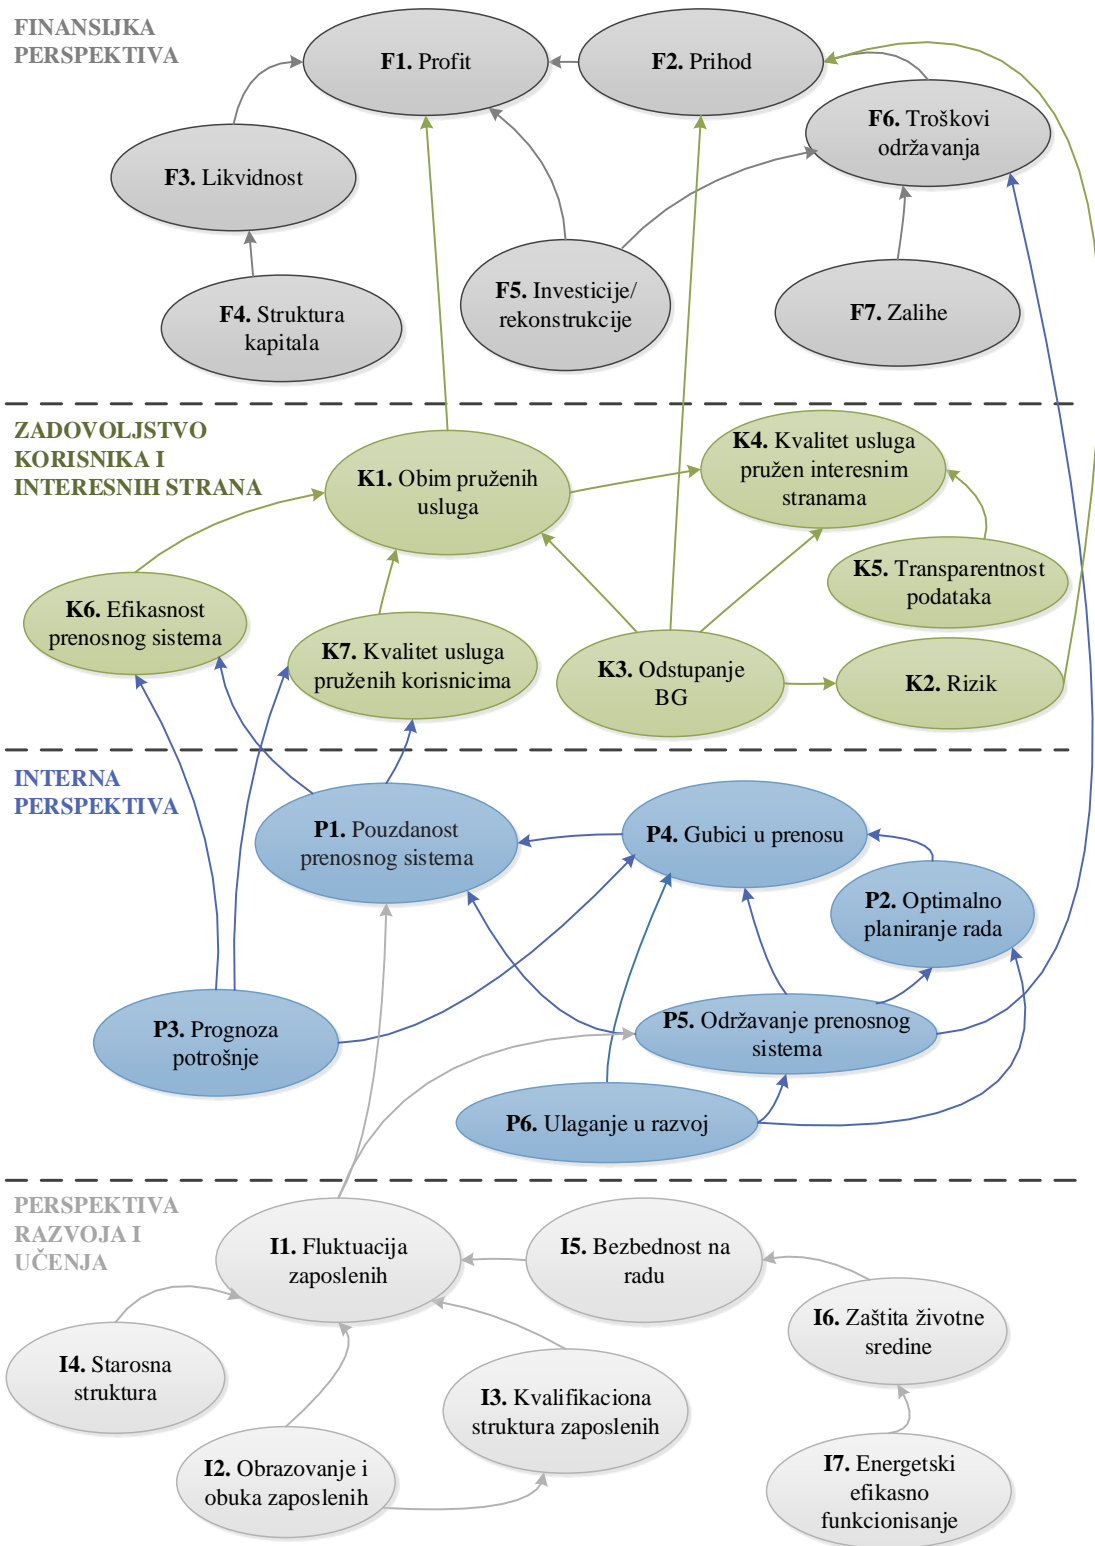 FINANSIJKA
PERSPEKTIVA
F1. Profit
F2. Prihod
F6. Troškovi
održavanja
F3. Likvidnost
F5. Investicije/
rekonstrukcije
F4. Struktura
kapitala
F7. Zalihe
ZADOVOLJSTVO
KORISNIKA I
INTERESNIH STRANA
K1. Obim pruženih
usluga
K4. Kvalitet usluga
pružen interesnim
stranama
K5. Transparentnost
podataka
K6. Efikasnost
prenosnog sistema
K7. Kvalitet usluga
pruženih korisnicima
K3. Odstupanje
BG
K2. Rizik
INTERNA
PERSPEKTIVA
P1. Pouzdanost
prenosnog sistema
P4. Gubici u prenosu
P2. Optimalno
planiranje rada
P3. Prognoza
potrošnje
P5. Održavanje prenosnog
sistema
P6. Ulaganje u razvoj
PERSPEKTIVA
RAZVOJA I
UČENJA
I1. Fluktuacija
zaposlenih
I5. Bezbednost na
radu
I6. Zaštita životne
sredine
I4. Starosna
struktura
I3. Kvalifikaciona
struktura zaposlenih
I2. Obrazovanje i
obuka zaposlenih
I7. Energetski
efikasno
funkcionisanje